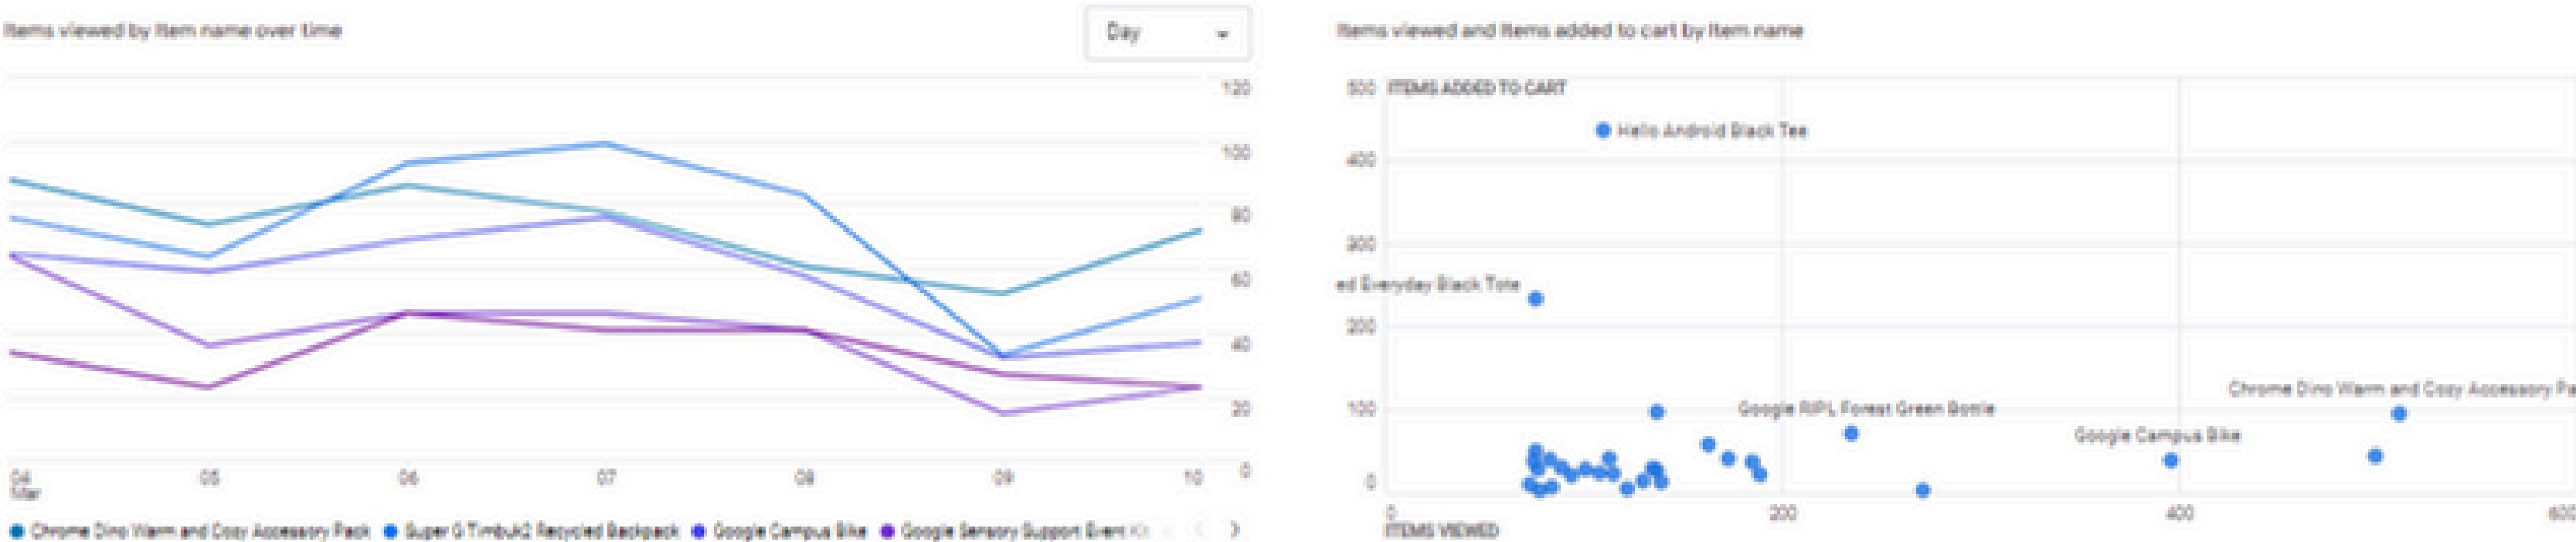 Items viewed by Item name over time
Day
120
100
80
60
40
20
0
04
Mar
05
06
07
08
09
10
Chrome Dino Warm and Cozy Accessory Pack
Super G Timbuk2 Recycled Backpack
Google Campus Bike
Google Sensory Support Event Kit
Items viewed and Items added to cart by Item name
500
ITEMS ADDED TO CART
Hello Android Black Tee
400
300
ed Everyday Black Tote
200
Chrome Dino Warm and Cozy Accessory Pa
100
Google RIPL Forest Green Bottle
Google Campus Bike
0
0
200
400
600
ITEMS VIEWED